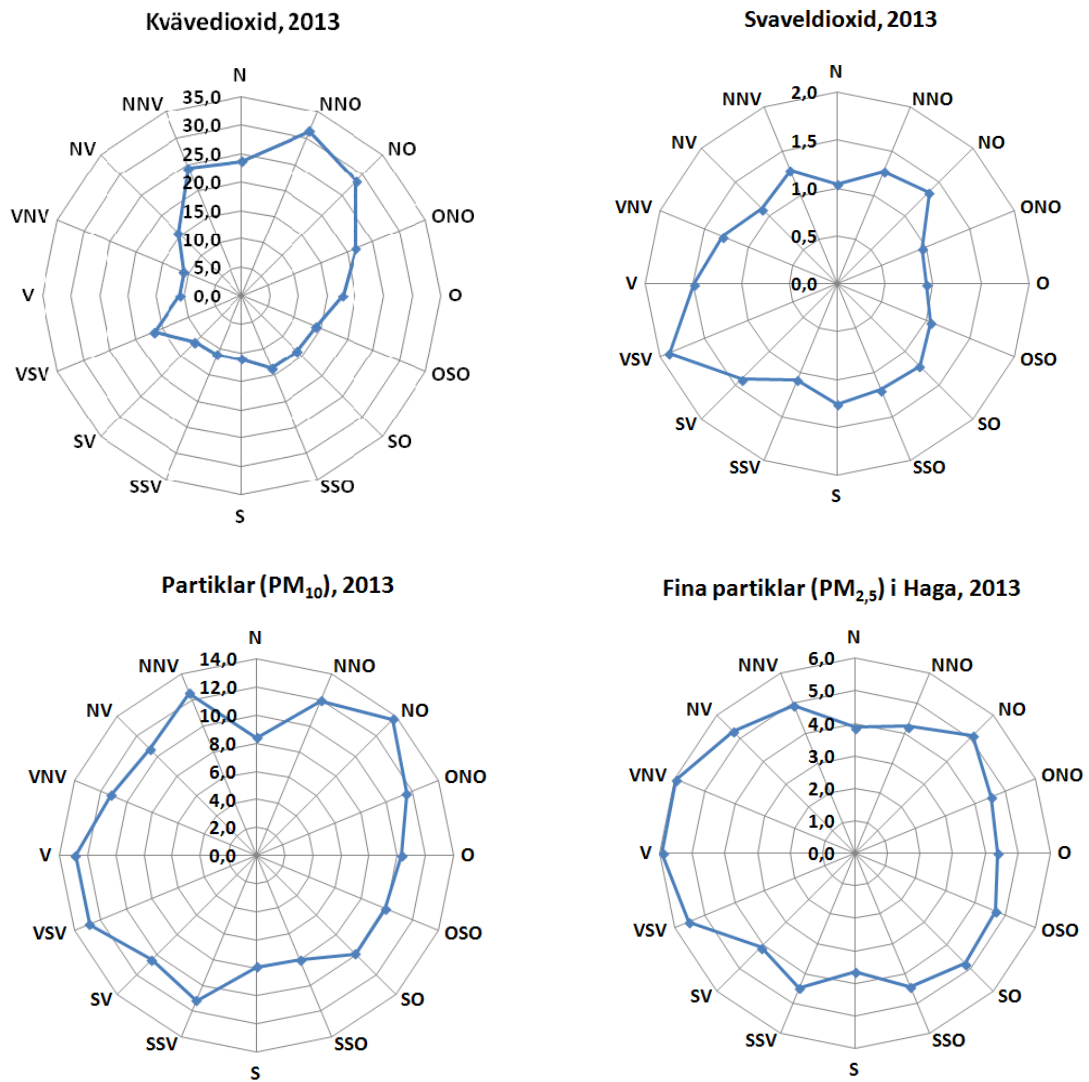 Kvävedioxid, 2013
N
NNO
NO
ONO
O
OSO
SO
SSO
S
SSV
SV
VSV
V
VNV
NV
NNV
35,0
30,0
25,0
20,0
15,0
10,0
5,0
0,0
Svaveldioxid, 2013
N
NNO
NO
ONO
O
OSO
SO
SSO
S
SSV
SV
VSV
V
VNV
NV
NNV
2,0
1,5
1,0
0,5
0,0
Partiklar (PM10), 2013
N
NNO
NO
ONO
O
OSO
SO
SSO
S
SSV
SV
VSV
V
VNV
NV
NNV
14,0
12,0
10,0
8,0
6,0
4,0
2,0
0,0
Fina partiklar (PM2,5) i Haga, 2013
N
NNO
NO
ONO
O
OSO
SO
SSO
S
SSV
SV
VSV
V
VNV
NV
NNV
6,0
5,0
4,0
3,0
2,0
1,0
0,0